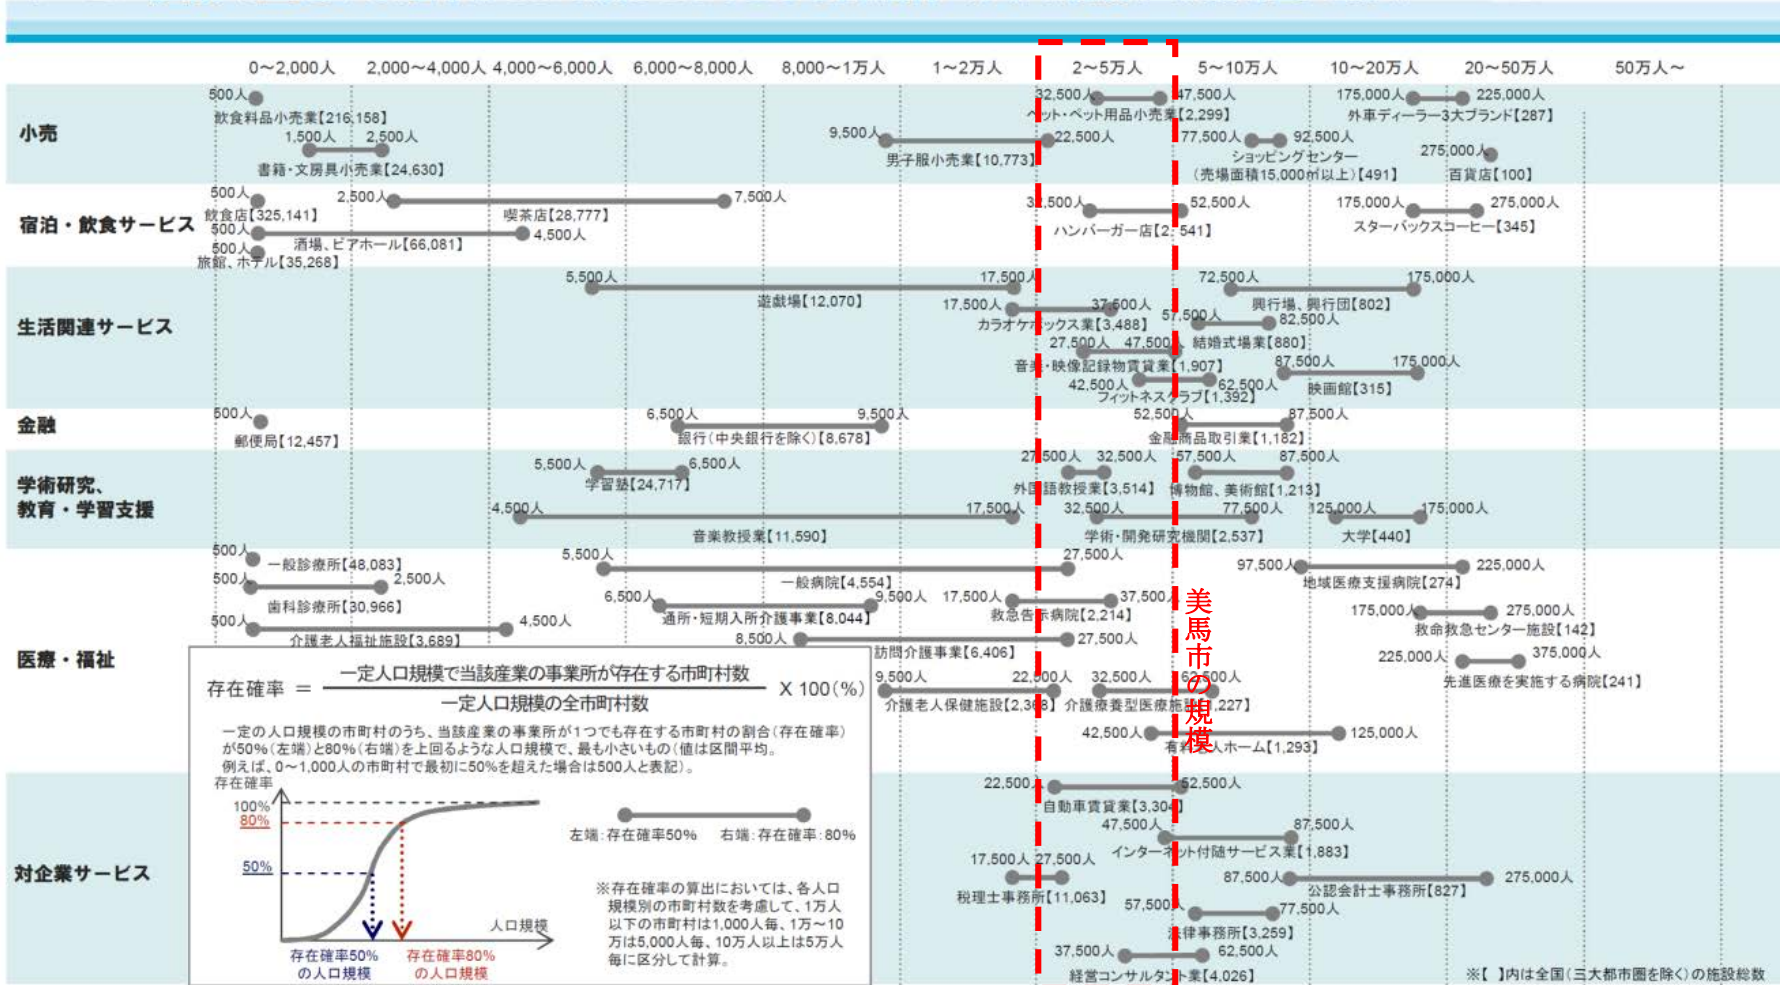 0～2,000人 2,000～4,000人 4,000～6,000人 6,000～8,000人 8,000～1万人 1～2万人 2～5万人 5～10万人 10～20万人 20～50万人 50万人～
小売
500人
飲食料品小売業【216,158】
1,500人 2,500人
書籍・文房具小売業【24,630】
9,500人 22,500人
男子服小売業【10,773】
32,500人 47,500人
ペット・ペット用品小売業【2,299】
77,500人 92,500人
ショッピングセンター
（売場面積15,000㎡以上）【491】
175,000人 225,000人
外車ディーラー3大ブランド【287】
275,000人
百貨店【100】
宿泊・飲食サービス
500人
飲食店【325,141】
2,500人 7,500人
喫茶店【28,777】
500人 4,500人
酒場、ビアホール【66,081】
500人
旅館、ホテル【35,268】
32,500人 52,500人
ハンバーガー店【2,541】
175,000人 275,000人
スターバックスコーヒー【345】
生活関連サービス
5,500人 17,500人
遊戯場【12,070】
17,500人 37,500人
カラオケボックス業【3,488】
27,500人 47,500人
音楽・映像記録物賃貸業【1,907】
42,500人 62,500人
フィットネスクラブ【1,392】
72,500人 175,000人
興行場、興行団【802】
57,500人 82,500人
結婚式場業【880】
87,500人 175,000人
映画館【315】
金融
500人
郵便局【12,457】
6,500人 9,500人
銀行（中央銀行を除く）【8,678】
52,500人 87,500人
金融商品取引業【1,182】
学術研究、
教育・学習支援
5,500人 6,500人
学習塾【24,717】
4,500人 17,500人
音楽教授業【11,590】
27,500人 32,500人
外国語教授業【3,514】
57,500人 87,500人
博物館、美術館【1,213】
32,500人 77,500人
学術・開発研究機関【2,537】
125,000人 175,000人
大学【440】
医療・福祉
500人
一般診療所【48,083】
500人 2,500人
歯科診療所【30,966】
500人 4,500人
介護老人福祉施設【3,689】
5,500人 27,500人
一般病院【4,554】
6,500人 9,500人
通所・短期入所介護事業【8,044】
17,500人 37,500人
救急告示病院【2,214】
8,500人 27,500人
訪問介護事業【6,406】
9,500人 22,500人
介護老人保健施設【2,368】
32,500人 62,500人
介護療養型医療施設【1,227】
42,500人 125,000人
有料老人ホーム【1,293】
97,500人 225,000人
地域医療支援病院【274】
175,000人 275,000人
救命救急センター施設【142】
225,000人 375,000人
先進医療を実施する病院【241】
美馬市の規模
対企業サービス
22,500人 52,500人
自動車賃貸業【3,304】
47,500人 87,500人
インターネット付随サービス業【1,883】
17,500人 27,500人
税理士事務所【11,063】
87,500人 275,000人
公認会計士事務所【827】
57,500人 77,500人
法律事務所【3,259】
37,500人 62,500人
経営コンサルタント業【4,026】
※【 】内は全国（三大都市圏を除く）の施設総数
存在確率 ＝ 一定人口規模で当該産業の事業所が存在する市町村数
一定人口規模の全市町村数
X 100（%）
一定の人口規模の市町村のうち、当該産業の事業所が1つでも存在する市町村の割合（存在確率）
が50%（左端）と80%（右端）を上回るような人口規模で、最も小さいもの（値は区間平均。
例えば、0～1,000人の市町村で最初に50%を超えた場合は500人と表記）。
存在確率
100%
80%
50%
人口規模
存在確率50%
の人口規模
存在確率80%
の人口規模
左端：存在確率50% 右端：存在確率：80%
※存在確率の算出においては、各人口
規模別の市町村数を考慮して、1万人
以下の市町村は1,000人毎、1万～10
万は5,000人毎、10万人以上は5万人
毎に区分して計算。